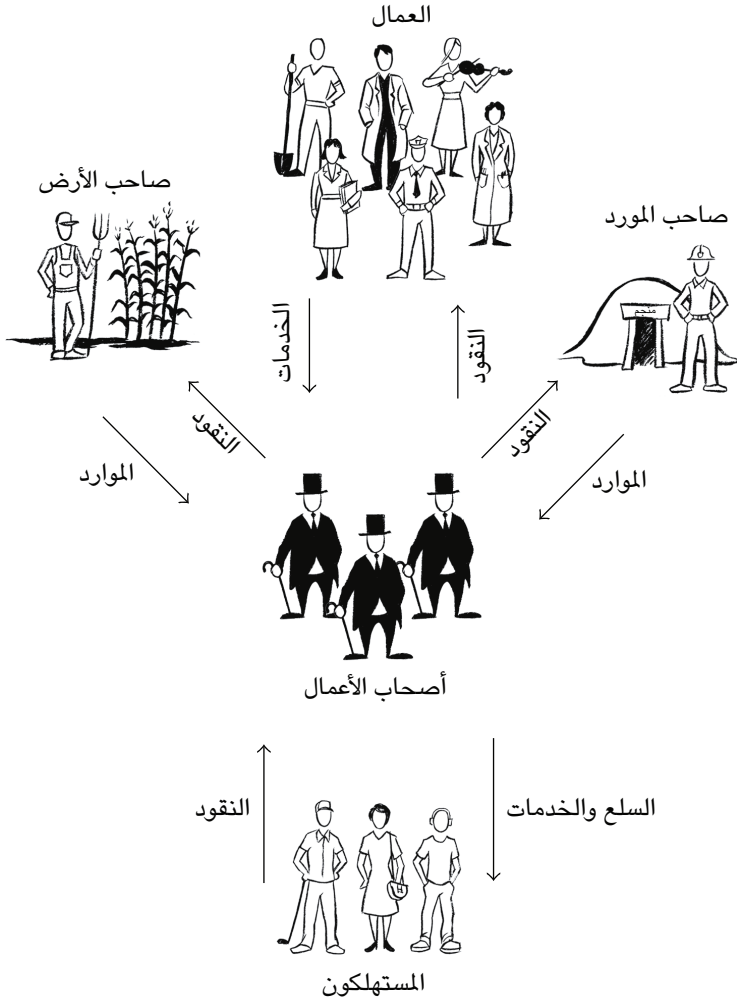 العمال
صاحب الأرض
صاحب المورد
منجم
الخدمات
النقود
النقود
النقود
الموارد
الموارد
أصحاب الأعمال
النقود
السلع والخدمات
المستهلكون